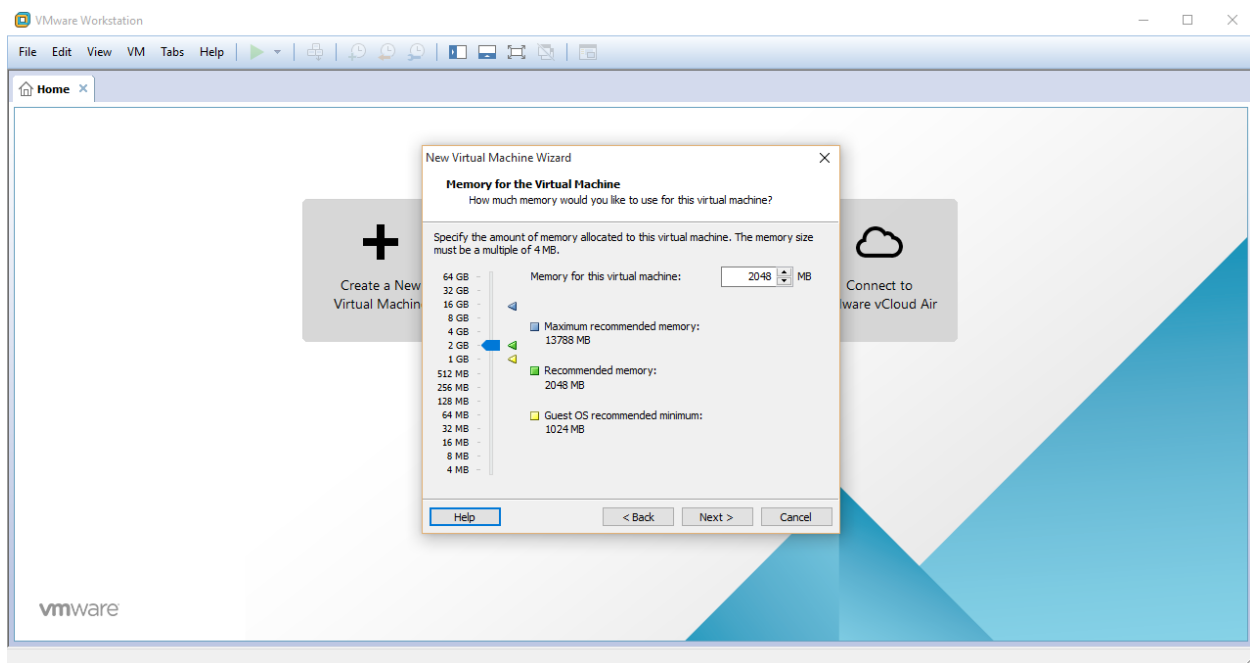 VMware Workstation
File Edit View VM Tabs Help
Home
New Virtual Machine Wizard
Memory for the Virtual Machine
How much memory would you like to use for this virtual machine?
Specify the amount of memory allocated to this virtual machine. The memory size
must be a multiple of 4 MB.
Memory for this virtual machine: 2048 MB
64 GB
32 GB
16 GB
8 GB
4 GB
2 GB
1 GB
512 MB
256 MB
128 MB
64 MB
32 MB
16 MB
8 MB
4 MB
Maximum recommended memory:
13788 MB
Recommended memory:
2048 MB
Guest OS recommended minimum:
1024 MB
Help < Back Next > Cancel
Create a New
Virtual Machin
Connect to
ware vCloud Air
vmware